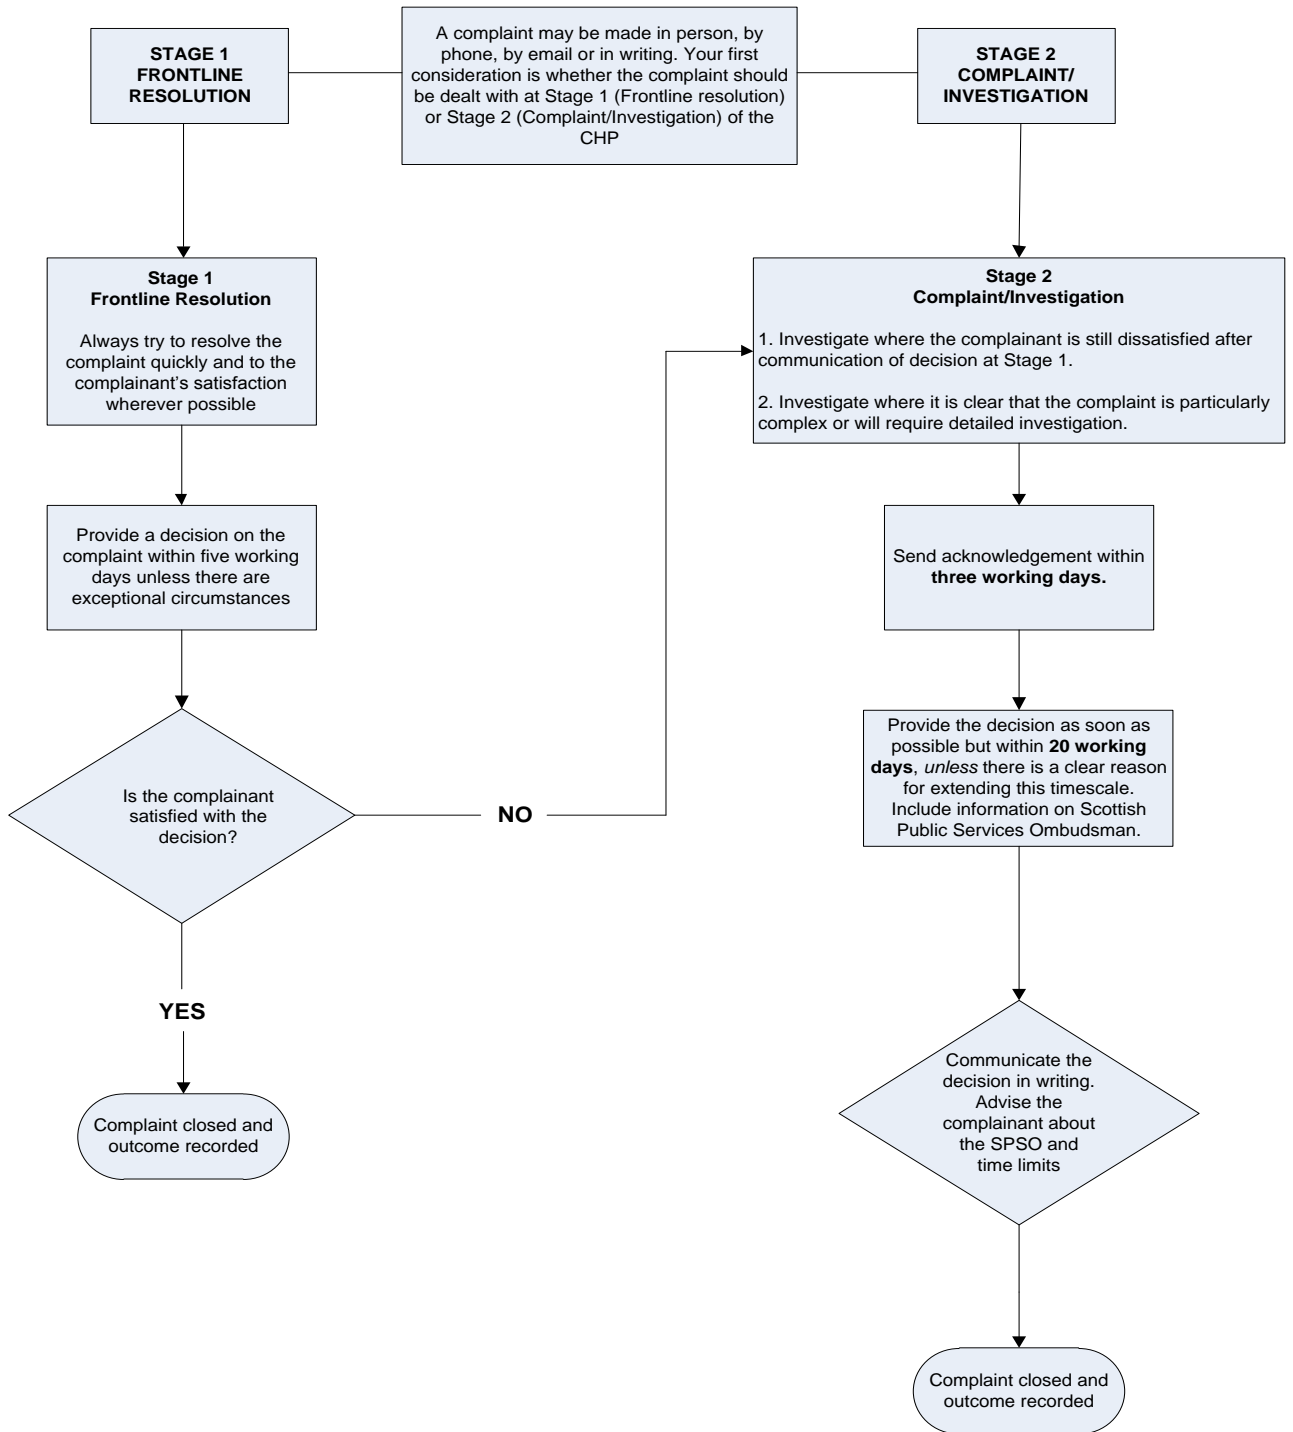 STAGE 1
FRONTLINE
RESOLUTION
A complaint may be made in person, by
phone, by email or in writing. Your first
consideration is whether the complaint should
be dealt with at Stage 1 (Frontline resolution)
or Stage 2 (Complaint/Investigation) of the
CHP
STAGE 2
COMPLAINT/
INVESTIGATION
Stage 1
Frontline Resolution
Always try to resolve the
complaint quickly and to the
complainant’s satisfaction
wherever possible
Stage 2
Complaint/Investigation
1. Investigate where the complainant is still dissatisfied after
communication of decision at Stage 1.
2. Investigate where it is clear that the complaint is particularly
complex or will require detailed investigation.
Provide a decision on the
complaint within five working
days unless there are
exceptional circumstances
Send acknowledgement within
three working days.
Is the complainant
satisfied with the
decision?
NO
Provide the decision as soon as
possible but within 20 working
days, unless there is a clear reason
for extending this timescale.
Include information on Scottish
Public Services Ombudsman.
YES
Complaint closed and
outcome recorded
Communicate the
decision in writing.
Advise the
complainant about
the SPSO and
time limits
Complaint closed and
outcome recorded